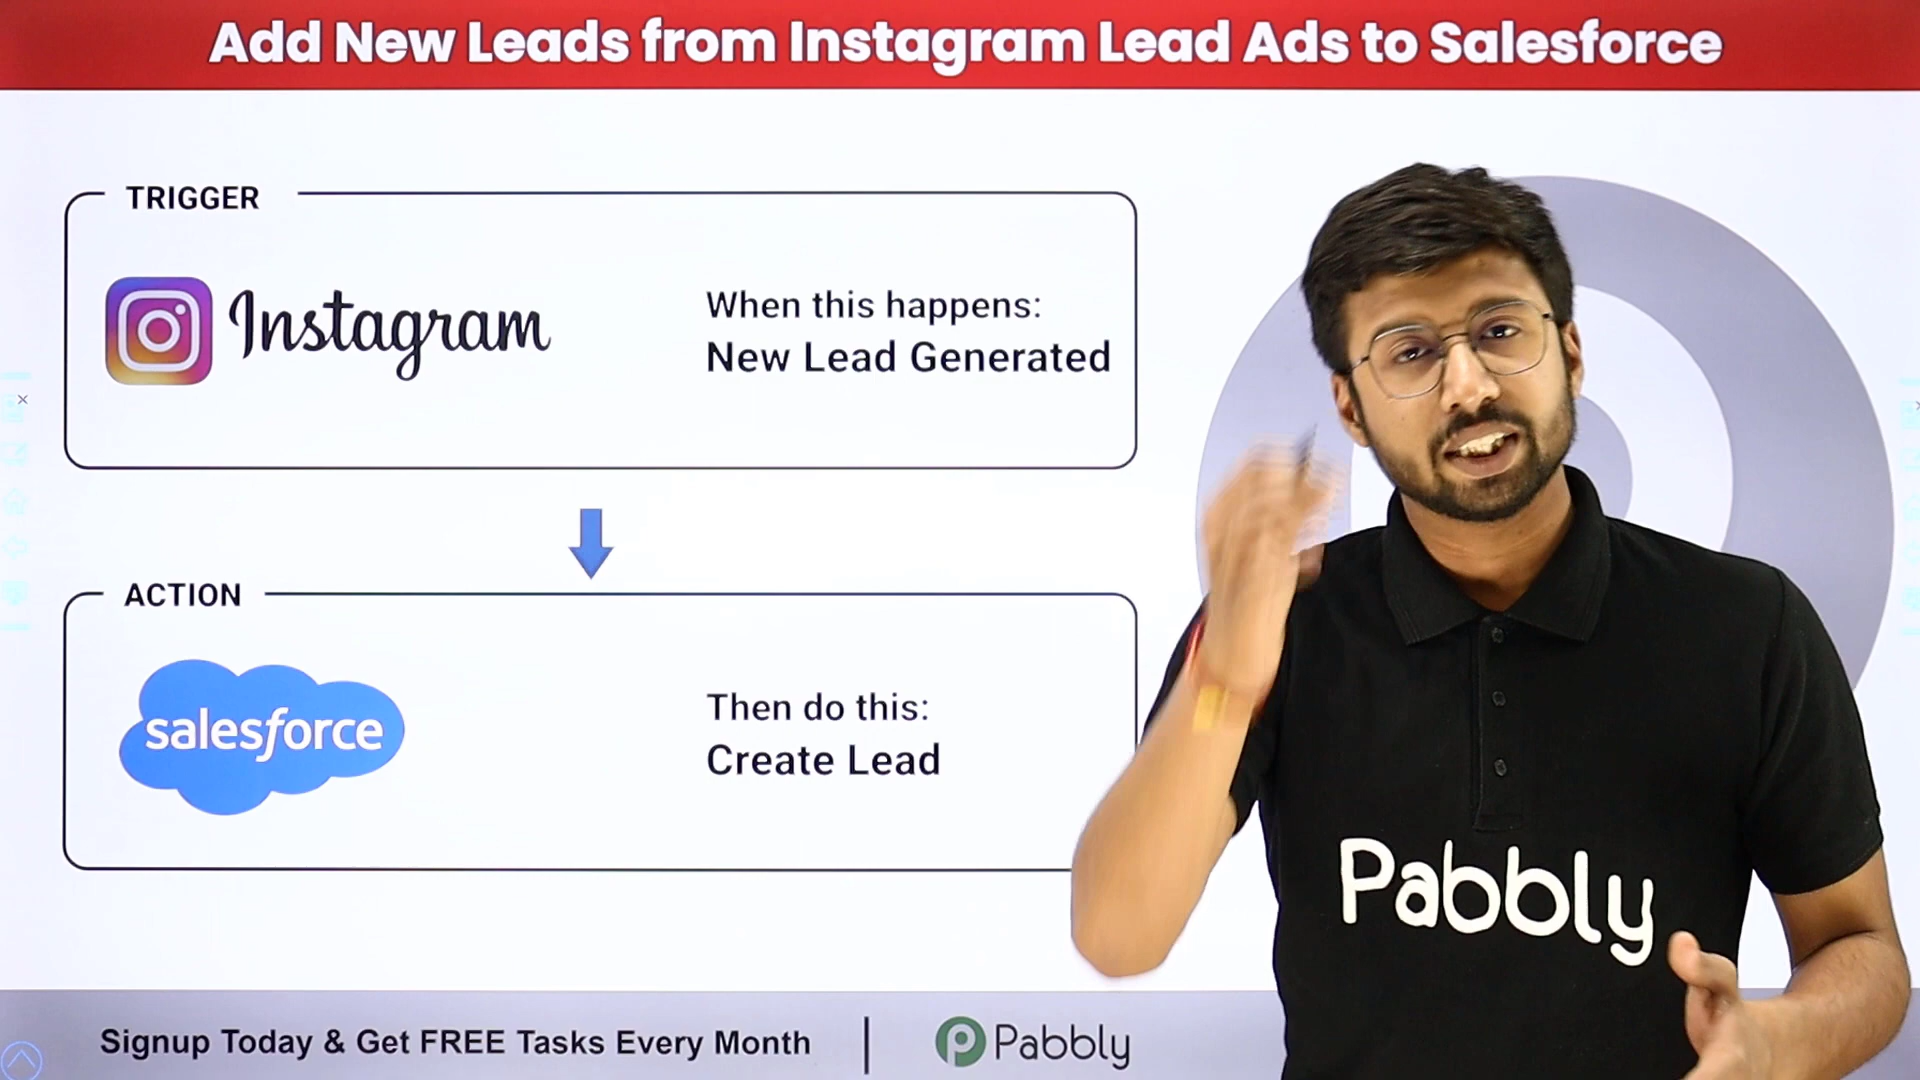 Add New Leads from Instagram Lead Ads to Salesforce
TRIGGER
Instagram
When this happens:
New Lead Generated
ACTION
salesforce
Then do this:
Create Lead
Pabbly
Signup Today & Get FREE Tasks Every Month
Pabbly